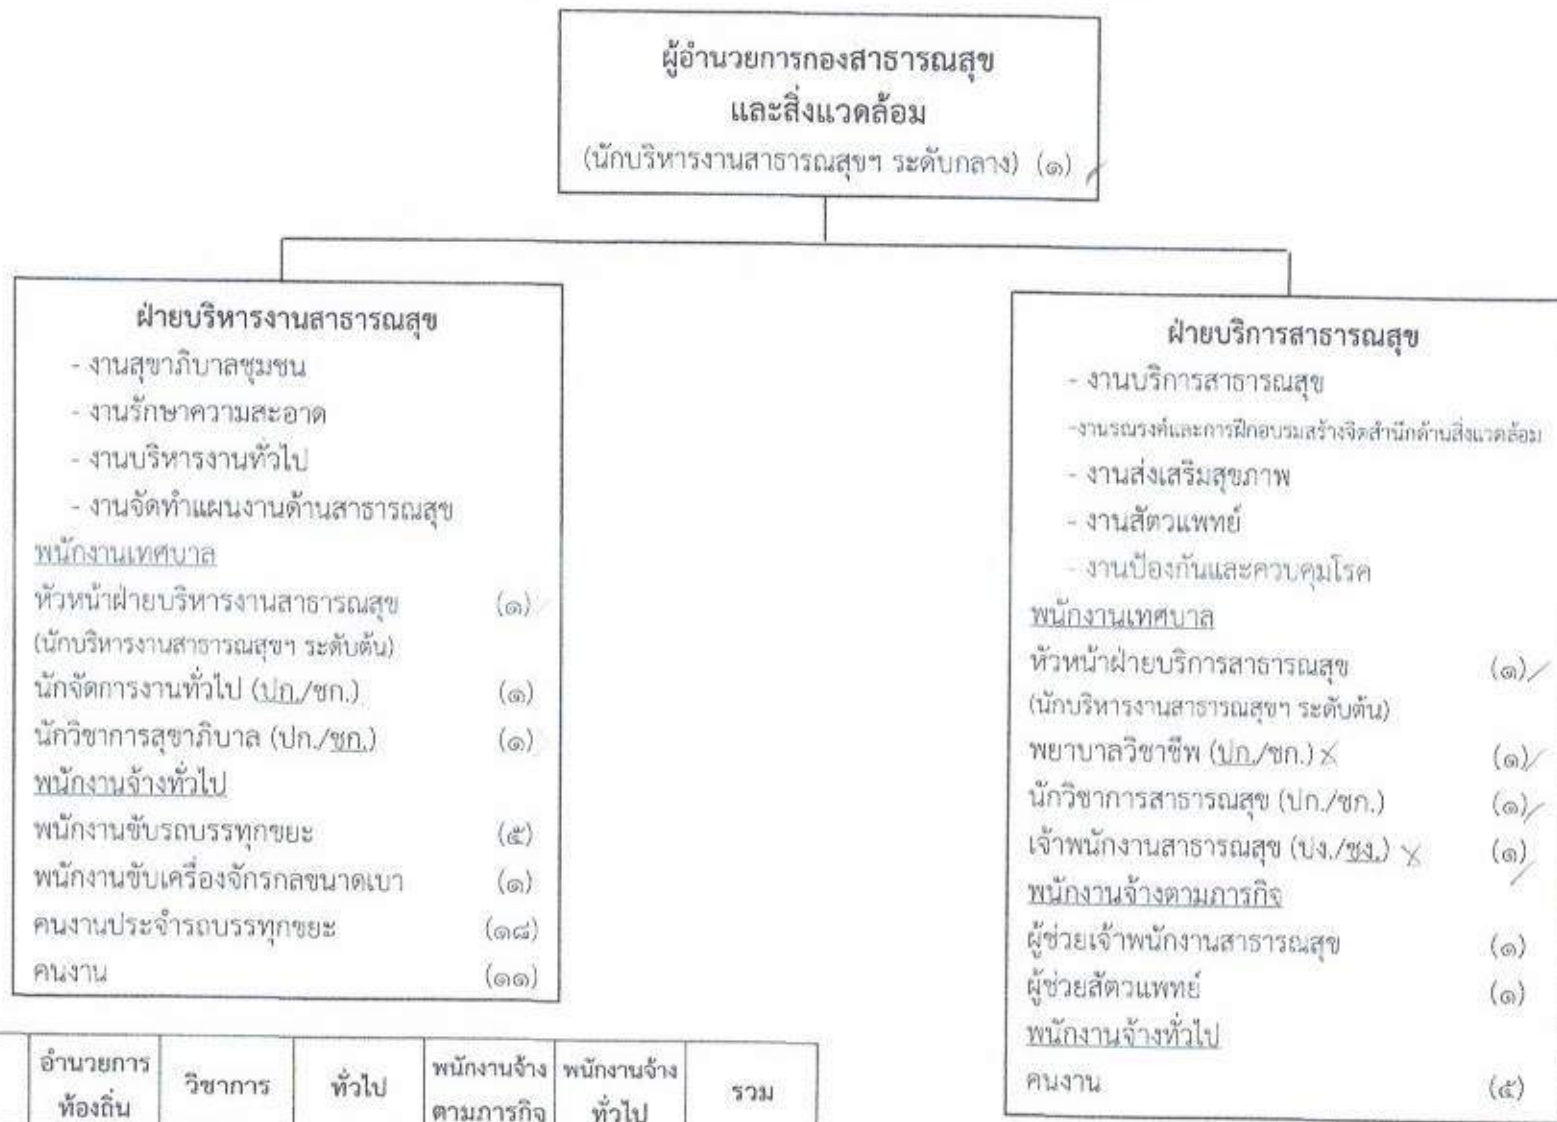 ผู้อำนวยการกองสาธารณสุข
และสิ่งแวดล้อม
(นักบริหารงานสาธารณสุขฯ ระดับกลาง) (๑)
ฝ่ายบริหารงานสาธารณสุข
- งานสุขาภิบาลชุมชน
- งานรักษาความสะอาด
- งานบริหารงานทั่วไป
- งานจัดทำแผนงานด้านสาธารณสุข
พนักงานเทศบาล
หัวหน้าฝ่ายบริหารงานสาธารณสุข (๑)
(นักบริหารงานสาธารณสุขฯ ระดับต้น)
นักจัดการงานทั่วไป (ปก./ชก.) (๑)
นักวิชาการสุขาภิบาล (ปก./ชก.) (๑)
พนักงานจ้างทั่วไป
พนักงานขับรถบรรทุกขยะ (๕)
พนักงานขับเครื่องจักรกลขนาดเบา (๑)
คนงานประจำรถบรรทุกขยะ (๑๘)
คนงาน (๑๑)
ฝ่ายบริการสาธารณสุข
- งานบริการสาธารณสุข
-งานรณรงค์และการฝึกอบรมสร้างจิตสำนึกด้านสิ่งแวดล้อม
- งานส่งเสริมสุขภาพ
- งานสัตวแพทย์
- งานป้องกันและควบคุมโรค
พนักงานเทศบาล
หัวหน้าฝ่ายบริการสาธารณสุข (๑)
(นักบริหารงานสาธารณสุขฯ ระดับต้น)
พยาบาลวิชาชีพ (ปก./ชก.) (๑)
นักวิชาการสาธารณสุข (ปก./ชก.) (๑)
เจ้าพนักงานสาธารณสุข (ปง./ชง.) (๑)
พนักงานจ้างตามภารกิจ
ผู้ช่วยเจ้าพนักงานสาธารณสุข (๑)
ผู้ช่วยสัตวแพทย์ (๑)
พนักงานจ้างทั่วไป
คนงาน (๕)
อำนวยการ
ท้องถิ่น
วิชาการ
ทั่วไป
พนักงานจ้าง
ตามภารกิจ
พนักงานจ้าง
ทั่วไป
รวม